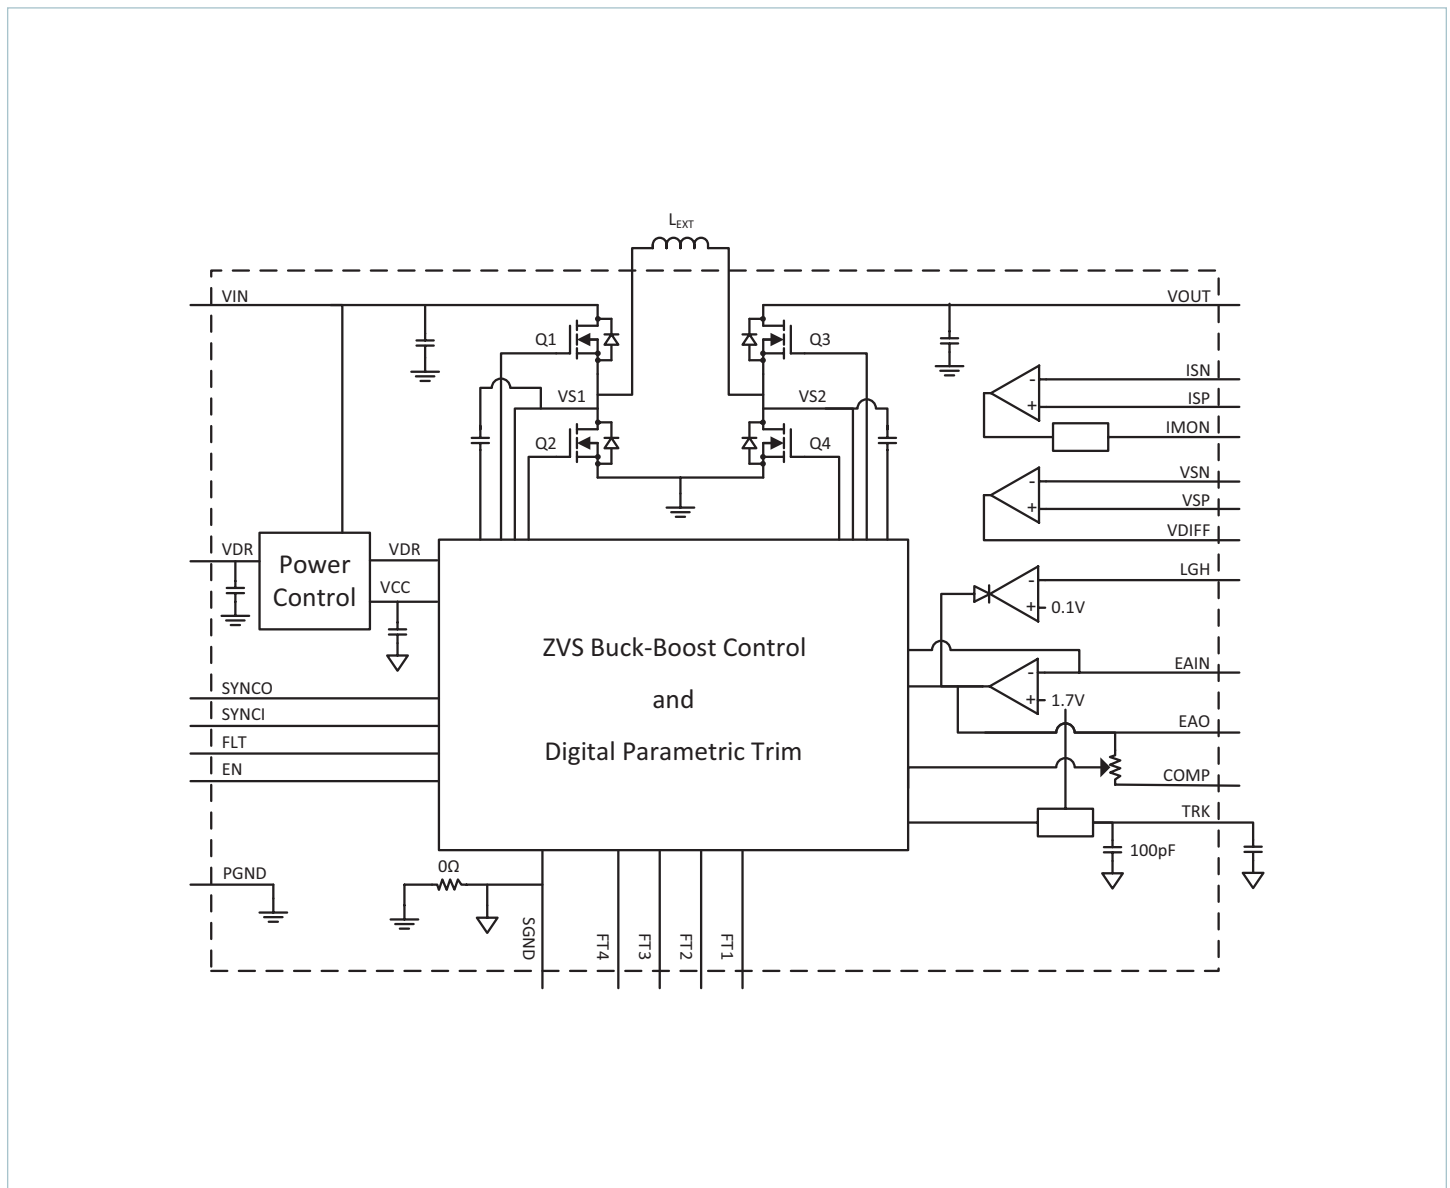 LEXT
VIN
VOUT
Q1
Q3
ISN
VS1
VS2
ISP
IMON
Q2
Q4
-
+
VSN
VSP
VDIFF
-
+
VDR
VDR
Power
Control
VCC
LGH
-
+
0.1V
ZVS Buck-Boost Control
and
Digital Parametric Trim
EAIN
-
+
1.7V
SYNCO
SYNCI
FLT
EN
EAO
COMP
TRK
100pF
PGND
0Ω
SGND
FT4
FT3
FT2
FT1